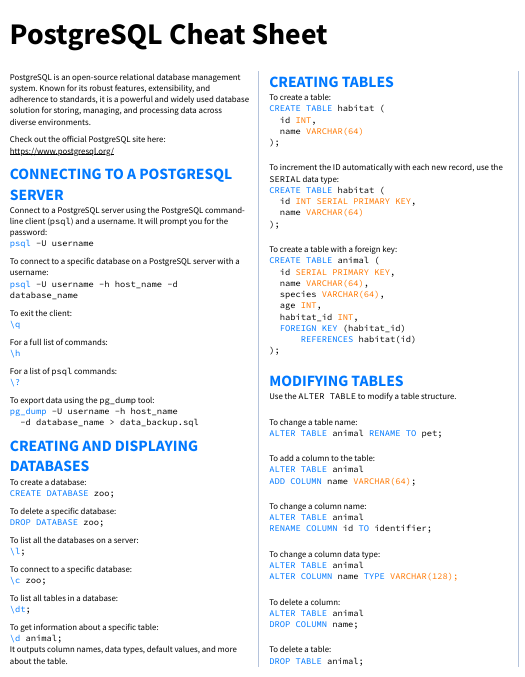 PostgreSQL Cheat Sheet
PostgreSQL is an open-source relational database management
system. Known for its robust features, extensibility, and
adherence to standards, it is a powerful and widely used database
solution for storing, managing, and processing data across
diverse environments.
Check out the official PostgreSQL site here:
https://www.postgresql.org/
CONNECTING TO A POSTGRESQL
SERVER
Connect to a PostgreSQL server using the PostgreSQL command-
line client (psql) and a username. It will prompt you for the
password:
psql -U username
To connect to a specific database on a PostgreSQL server with a
username:
psql -U username -h host_name -d
database_name
To exit the client:
\q
For a full list of commands:
\h
For a list of psql commands:
\?
To export data using the pg_dump tool:
pg_dump -U username -h host_name
-d database_name > data_backup.sql
CREATING AND DISPLAYING
DATABASES
To create a database:
CREATE DATABASE zoo;
To delete a specific database:
DROP DATABASE zoo;
To list all the databases on a server:
\l;
To connect to a specific database:
\c zoo;
To list all tables in a database:
\dt;
To get information about a specific table:
\d animal;
It outputs column names, data types, default values, and more
about the table.
CREATING TABLES
To create a table:
CREATE TABLE habitat (
id INT,
name VARCHAR(64)
);
To increment the ID automatically with each new record, use the
SERIAL data type:
CREATE TABLE habitat (
id INT SERIAL PRIMARY KEY,
name VARCHAR(64)
);
To create a table with a foreign key:
CREATE TABLE animal (
id SERIAL PRIMARY KEY,
name VARCHAR(64),
species VARCHAR(64),
age INT,
habitat_id INT,
FOREIGN KEY (habitat_id)
REFERENCES habitat(id)
);
MODIFYING TABLES
Use the ALTER TABLE to modify a table structure.
To change a table name:
ALTER TABLE animal RENAME TO pet;
To add a column to the table:
ALTER TABLE animal
ADD COLUMN name VARCHAR(64);
To change a column name:
ALTER TABLE animal
RENAME COLUMN id TO identifier;
To change a column data type:
ALTER TABLE animal
ALTER COLUMN name TYPE VARCHAR(128);
To delete a column:
ALTER TABLE animal
DROP COLUMN name;
To delete a table:
DROP TABLE animal;